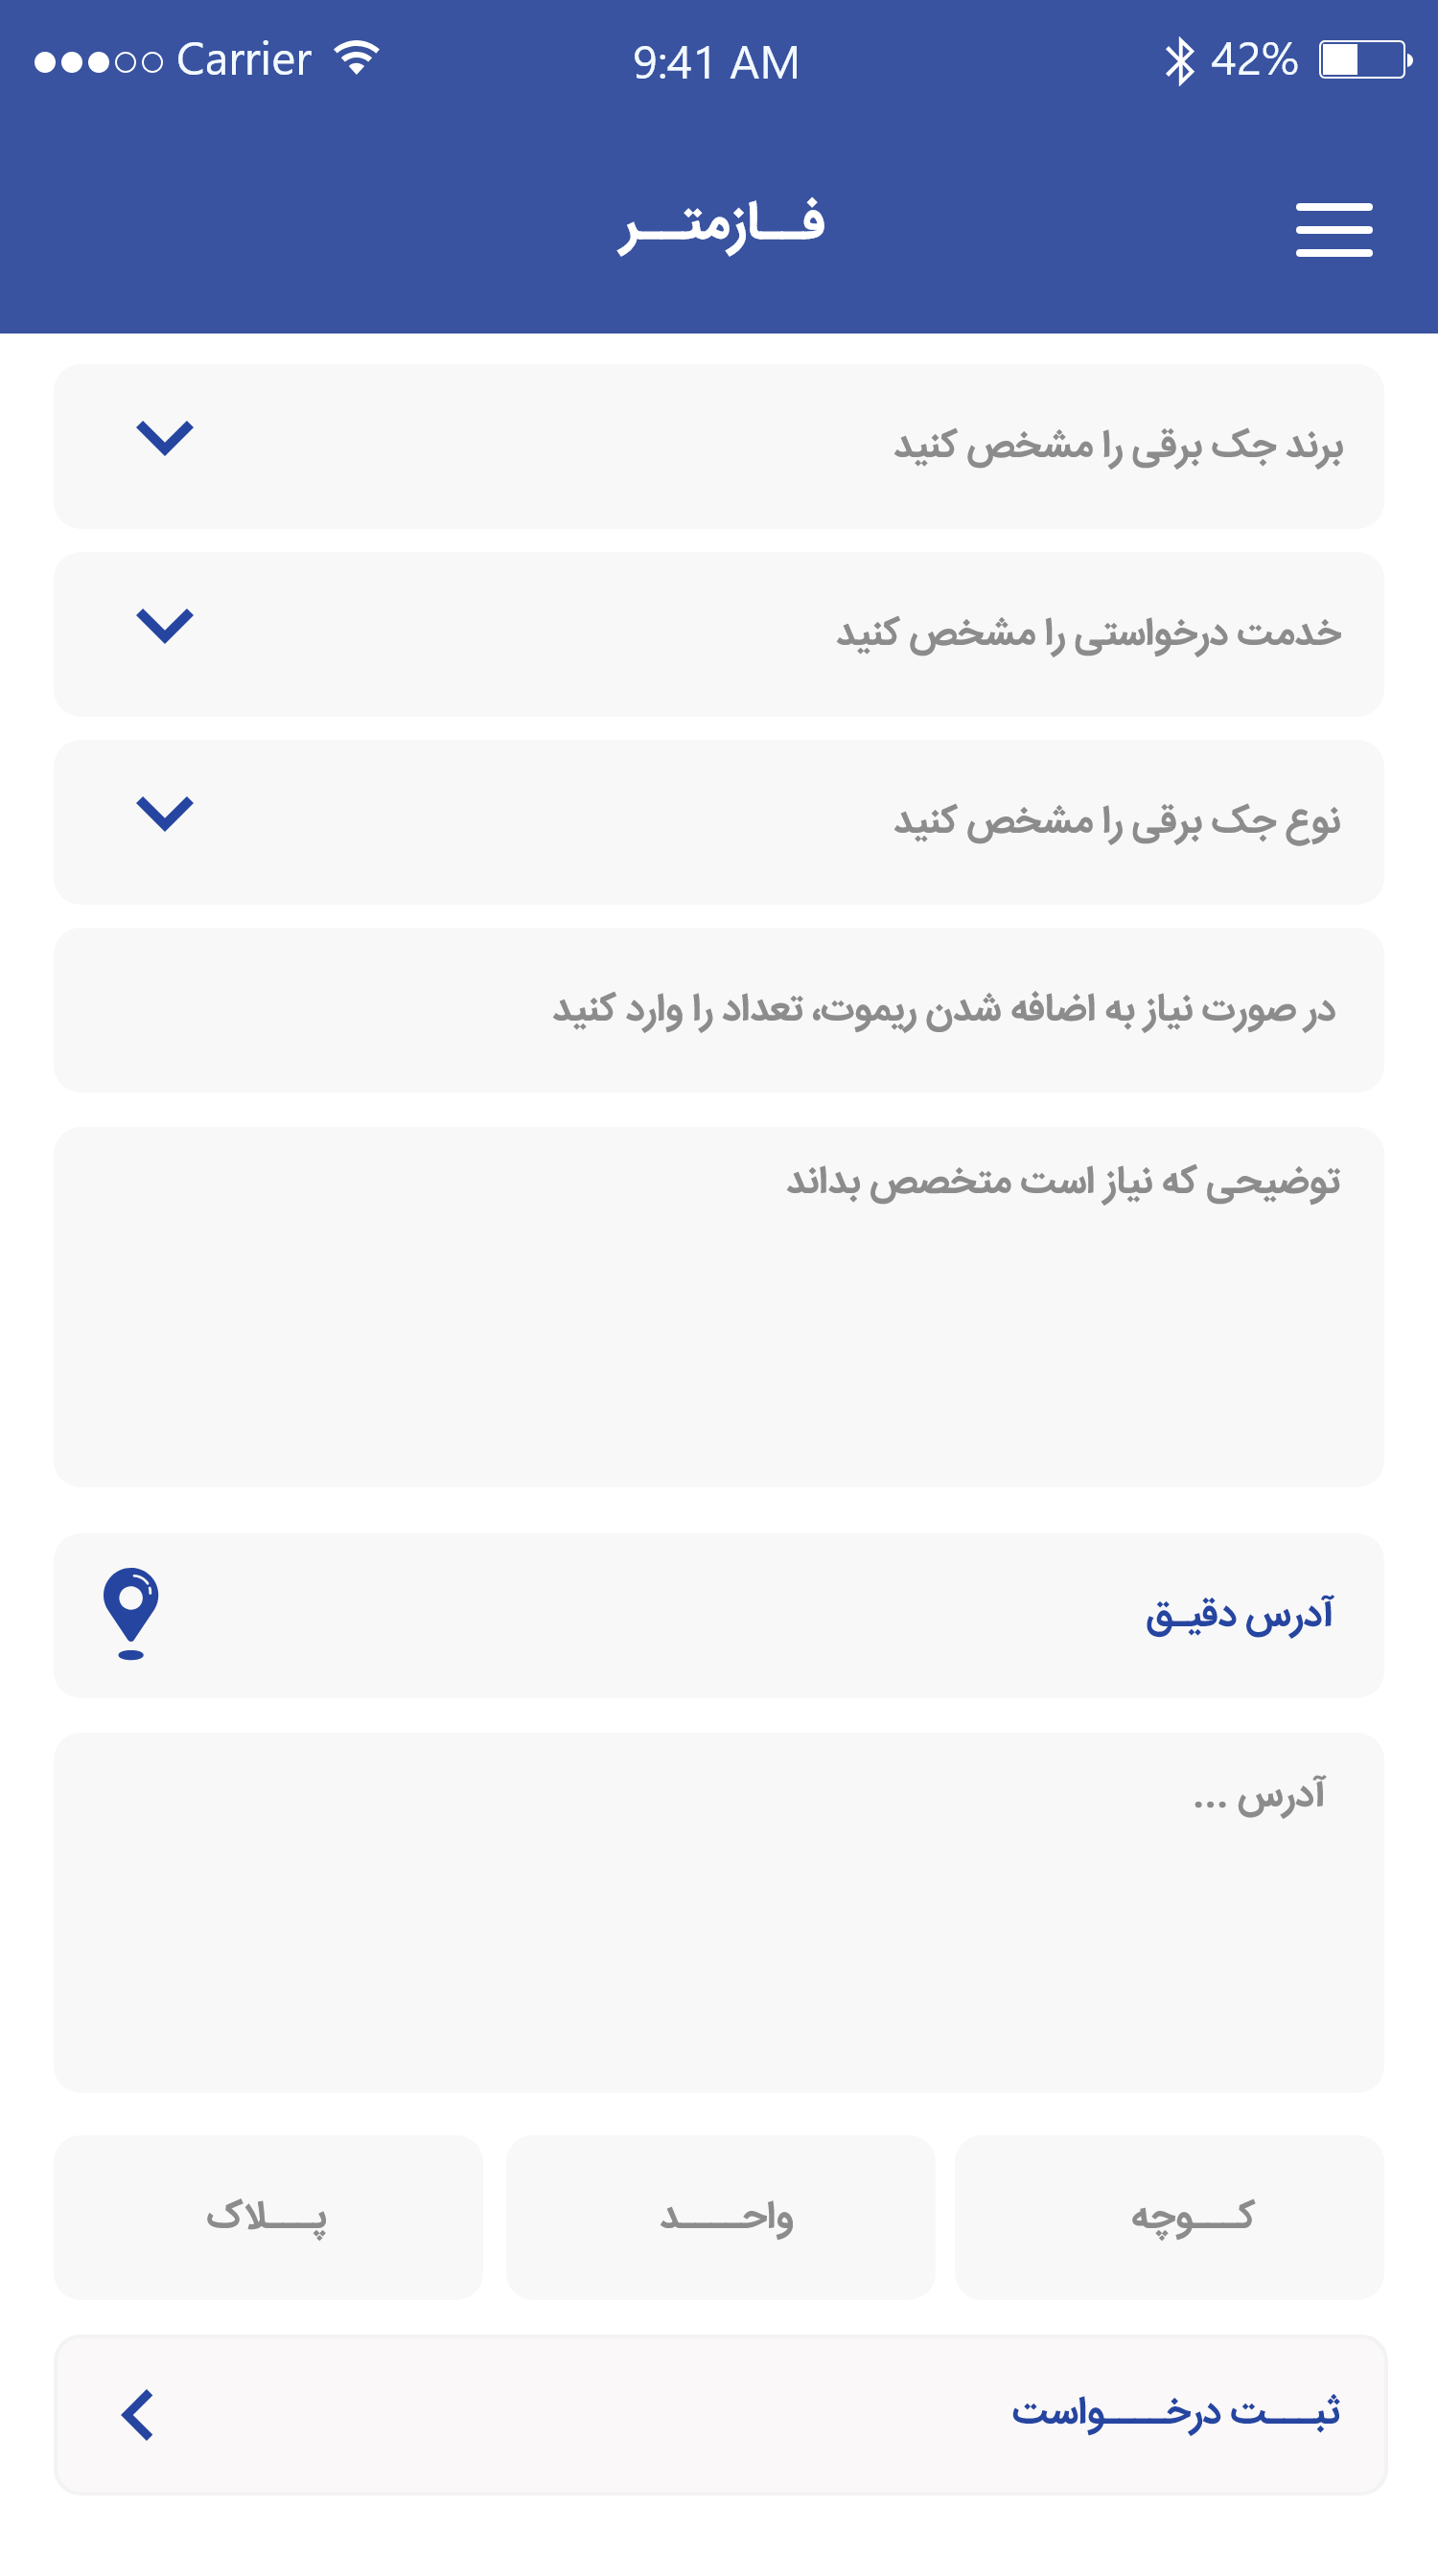 Carrier 9:41 AM 42%
فــازمتــر
برند جک برقی را مشخص کنید
خدمت درخواستی را مشخص کنید
نوع جک برقی را مشخص کنید
در صورت نیاز به اضافه شدن ریموت، تعداد را وارد کنید
توضیحی که نیاز است متخصص بداند
آدرس دقیـق
آدرس ...
کـــوچه واحــــد پـــلاک
ثبـــت درخــــواست